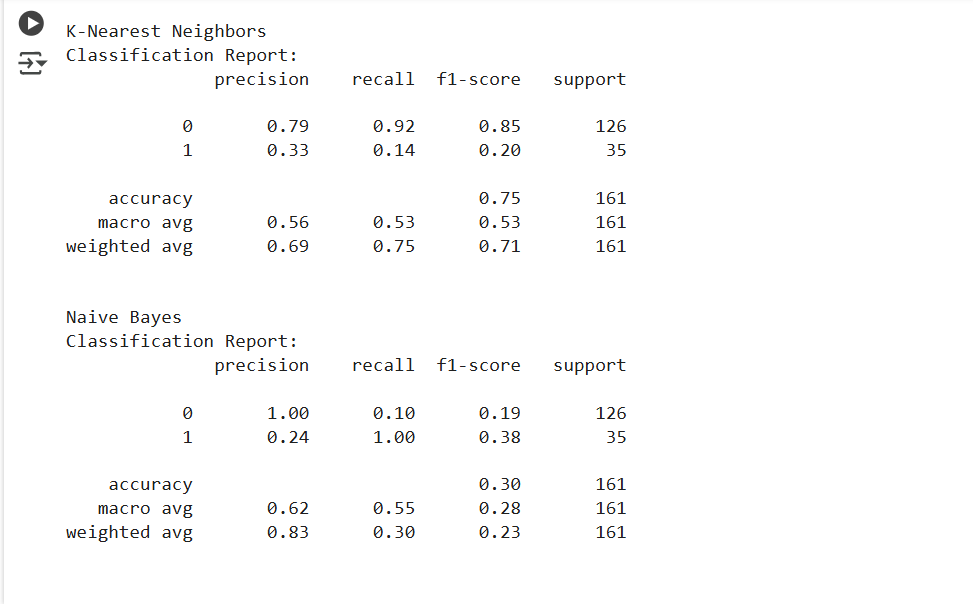 K-Nearest Neighbors
Classification Report:
precision recall f1-score support
0 0.79 0.92 0.85 126
1 0.33 0.14 0.20 35
accuracy 0.75 161
macro avg 0.56 0.53 0.53 161
weighted avg 0.69 0.75 0.71 161
Naive Bayes
Classification Report:
precision recall f1-score support
0 1.00 0.10 0.19 126
1 0.24 1.00 0.38 35
accuracy 0.30 161
macro avg 0.62 0.55 0.28 161
weighted avg 0.83 0.30 0.23 161